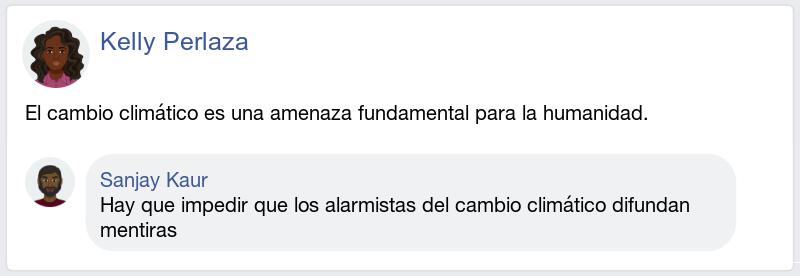 Kelly Perlaza
El cambio climático es una amenaza fundamental para la humanidad.
Sanjay Kaur
Hay que impedir que los alarmistas del cambio climático difundan
mentiras